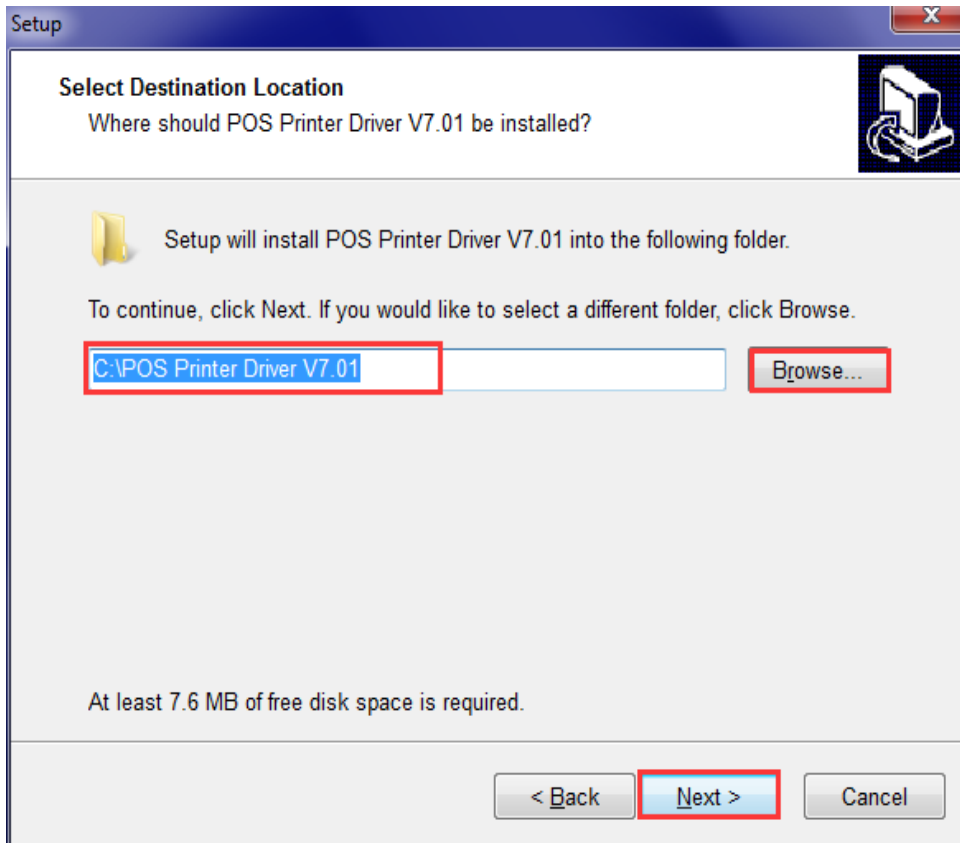 Setup
x
Select Destination Location
Where should POS Printer Driver V7.01 be installed?
Setup will install POS Printer Driver V7.01 into the following folder.
To continue, click Next. If you would like to select a different folder, click Browse.
C:\POS Printer Driver V7.01
Browse...
At least 7.6 MB of free disk space is required.
< Back
Next >
Cancel